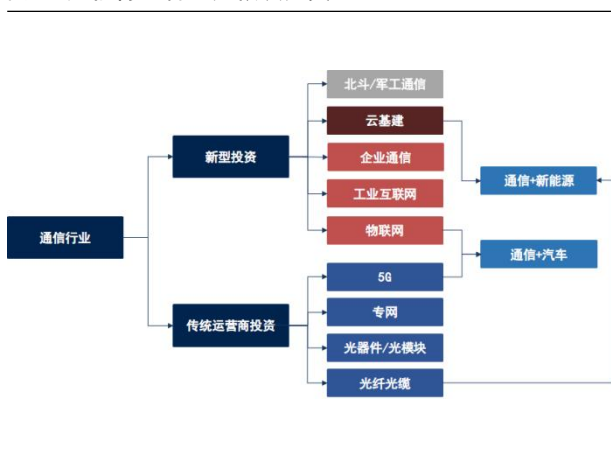 北斗/军工通信
云基建
新型投资
企业通信
通信+新能源
工业互联网
物联网
通信行业
通信+汽车
5G
专网
传统运营商投资
光器件/光模块
光纤光缆